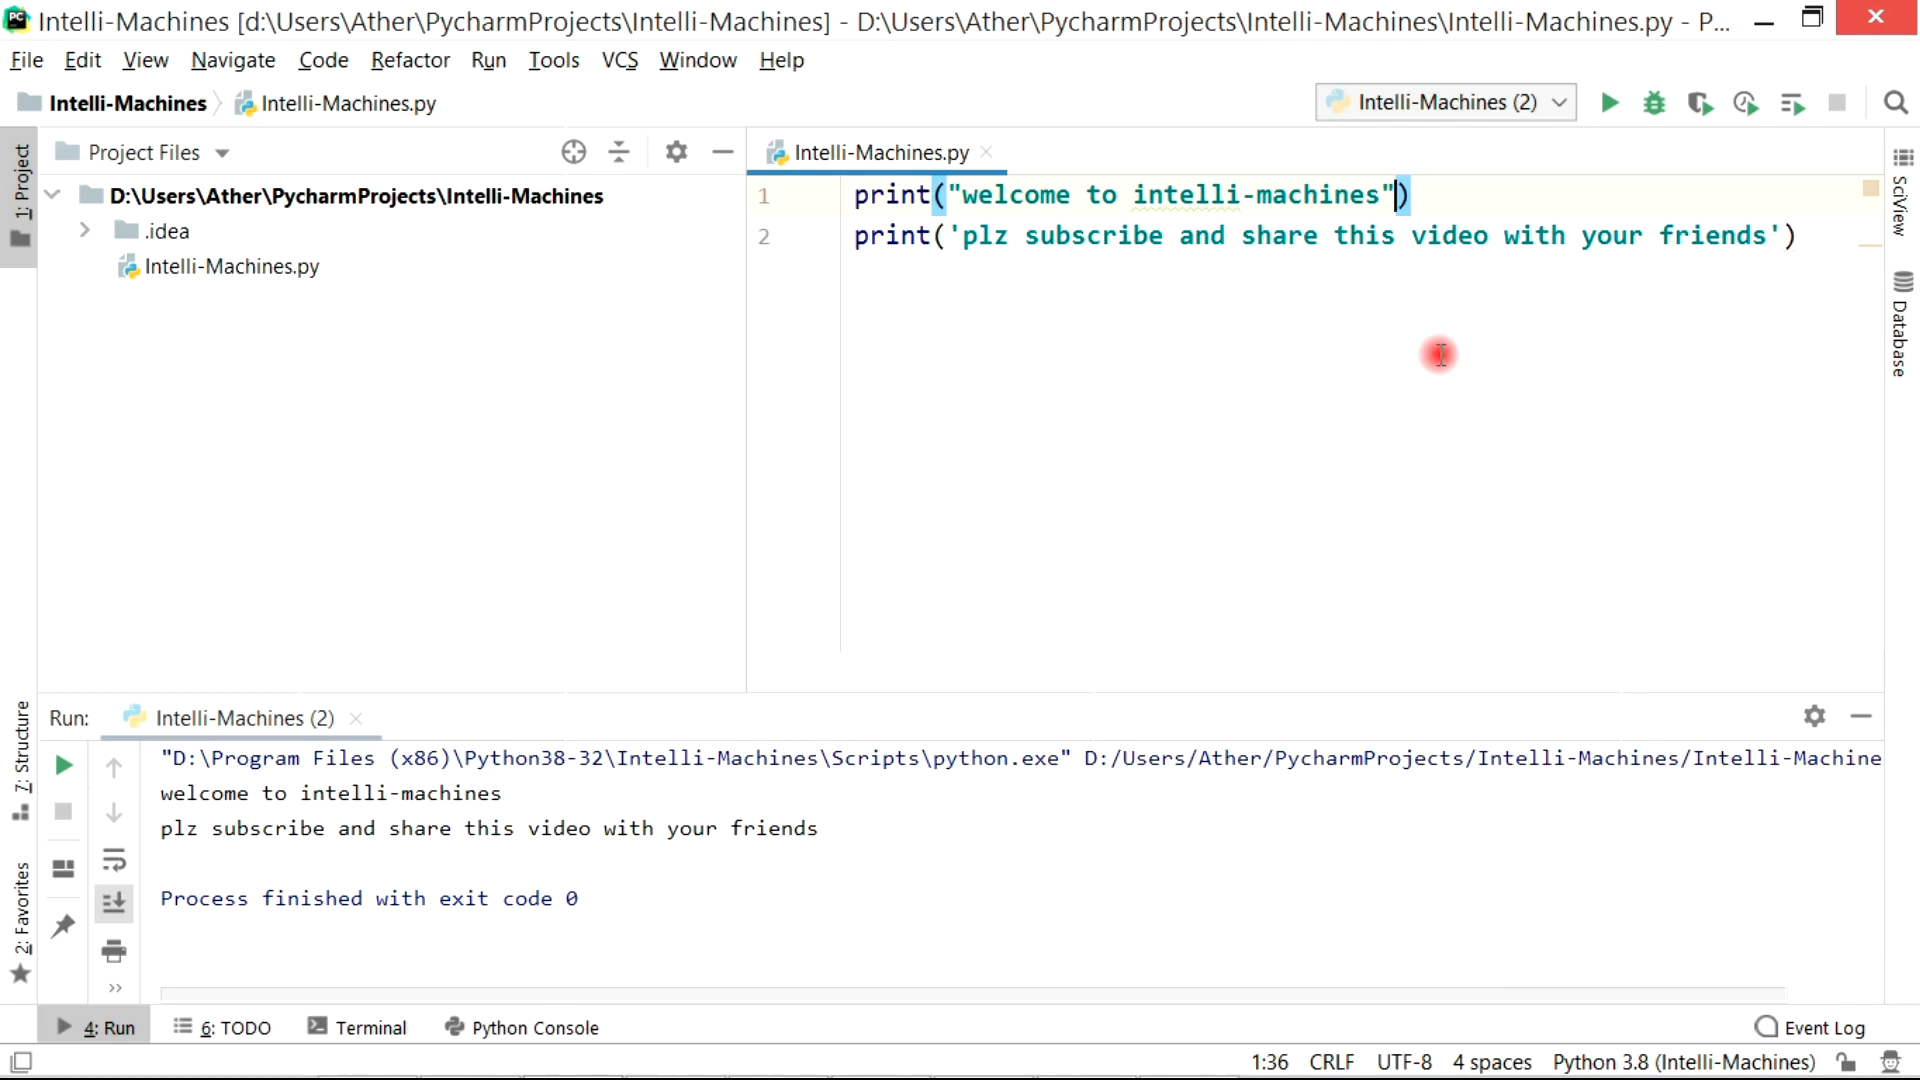 Intelli-Machines [d:\Users\Ather\PycharmProjects\Intelli-Machines] - D:\Users\Ather\PycharmProjects\Intelli-Machines\Intelli-Machines.py - P...
File Edit View Navigate Code Refactor Run Tools VCS Window Help
Intelli-Machines Intelli-Machines.py Intelli-Machines (2)
1: Project
Project Files
Intelli-Machines.py
D:\Users\Ather\PycharmProjects\Intelli-Machines
.idea
Intelli-Machines.py
1 print("welcome to intelli-machines")
2 print('plz subscribe and share this video with your friends')
SciView
Database
7: Structure
2: Favorites
Run: Intelli-Machines (2)
"D:\Program Files (x86)\Python38-32\Intelli-Machines\Scripts\python.exe" D:/Users/Ather/PycharmProjects/Intelli-Machines/Intelli-Machine
welcome to intelli-machines
plz subscribe and share this video with your friends
Process finished with exit code 0
4: Run 6: TODO Terminal Python Console Event Log
1:36 CRLF UTF-8 4 spaces Python 3.8 (Intelli-Machines)